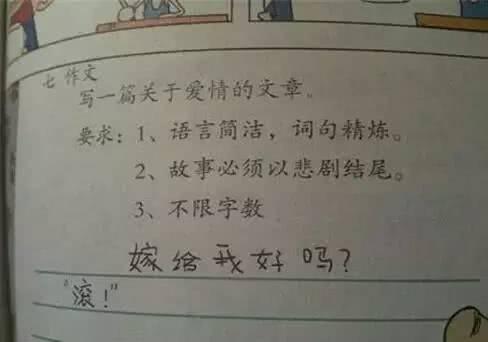 七 作文
写一篇关于爱情的文章。
要求：1、语言简洁，词句精炼。
2、故事必须以悲剧结尾。
3、不限字数
嫁给我好吗？
“滚！”